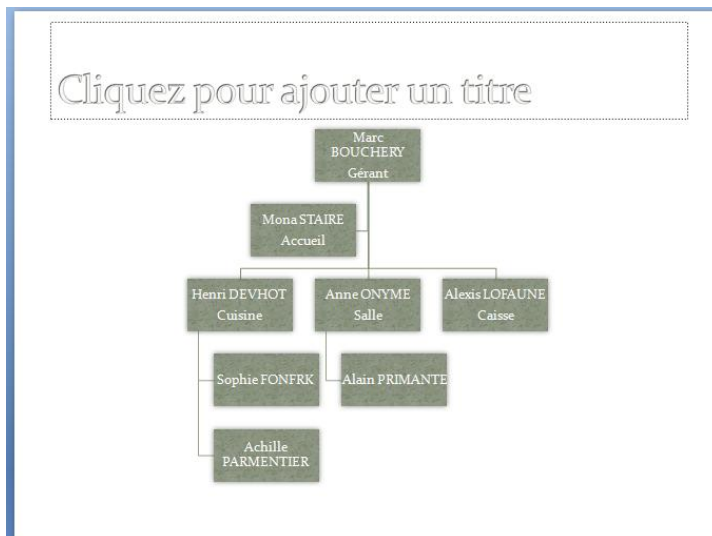 Cliquez pour ajouter un titre
Marc
BOUCHERY
Gérant
Mona STAIRE
Accueil
Henri DEVHOT
Cuisine
Anne ONYME
Salle
Alexis LOFAUNE
Caisse
Sophie FONFRK
Alain PRIMANTE
Achille
PARMENTIER